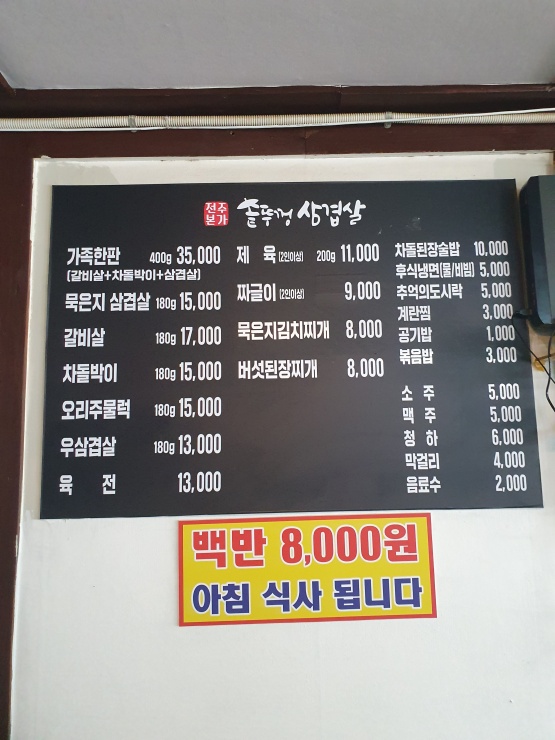 전주본가 솥뚜껑 삼겹살
가족한판 400g 35,000
(갈비살+차돌박이+삼겹살)
묵은지 삼겹살 180g 15,000
갈비살 180g 17,000
차돌박이 180g 15,000
오리주물럭 180g 15,000
우삼겹살 180g 13,000
육 전 13,000
제 육 (2인이상) 200g 11,000
짜글이 (2인이상) 9,000
묵은지김치찌개 8,000
버섯된장찌개 8,000
차돌된장술밥 10,000
후식냉면(물/비빔) 5,000
추억의도시락 5,000
계란찜 3,000
공기밥 1,000
볶음밥 3,000
소 주 5,000
맥 주 5,000
청 하 6,000
막걸리 4,000
음료수 2,000
백반 8,000원
아침 식사 됩니다